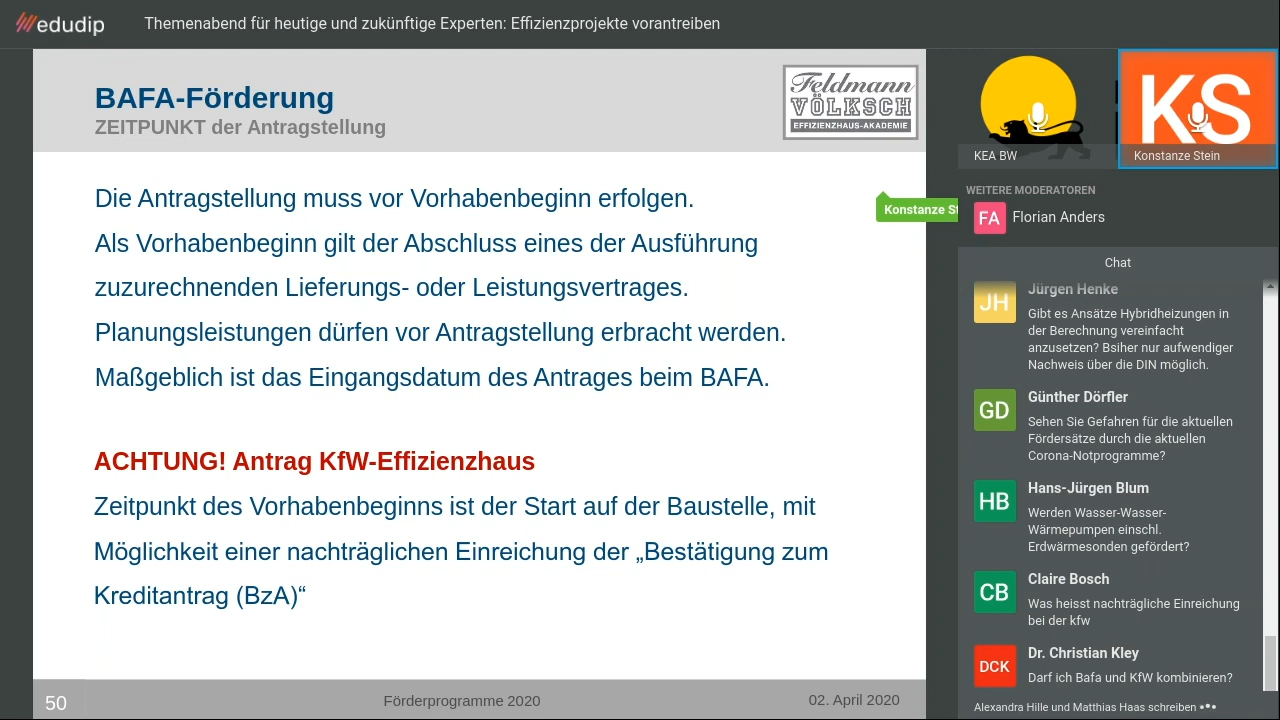 edudip
Themenabend für heutige und zukünftige Experten: Effizienzprojekte vorantreiben
BAFA-Förderung
ZEITPUNKT der Antragstellung
Feldmann
VÖLKSCH
EFFIZIENZHAUS-AKADEMIE
Die Antragstellung muss vor Vorhabenbeginn erfolgen.
Als Vorhabenbeginn gilt der Abschluss eines der Ausführung
zuzurechnenden Lieferungs- oder Leistungsvertrages.
Planungsleistungen dürfen vor Antragstellung erbracht werden.
Maßgeblich ist das Eingangsdatum des Antrages beim BAFA.
ACHTUNG! Antrag KfW-Effizienzhaus
Zeitpunkt des Vorhabenbeginns ist der Start auf der Baustelle, mit
Möglichkeit einer nachträglichen Einreichung der „Bestätigung zum
Kreditantrag (BzA)“
50
Förderprogramme 2020
02. April 2020
Konstanze St
KEA BW
KS
Konstanze Stein
WEITERE MODERATOREN
FA
Florian Anders
Chat
JH
Jürgen Henke
Gibt es Ansätze Hybridheizungen in
der Berechnung vereinfacht
anzusetzen? Bsiher nur aufwendiger
Nachweis über die DIN möglich.
GD
Günther Dörfler
Sehen Sie Gefahren für die aktuellen
Fördersätze durch die aktuellen
Corona-Notprogramme?
HB
Hans-Jürgen Blum
Werden Wasser-Wasser-
Wärmepumpen einschl.
Erdwärmesonden gefördert?
CB
Claire Bosch
Was heisst nachträgliche Einreichung
bei der kfw
DCK
Dr. Christian Kley
Darf ich Bafa und KfW kombinieren?
Alexandra Hille und Matthias Haas schreiben